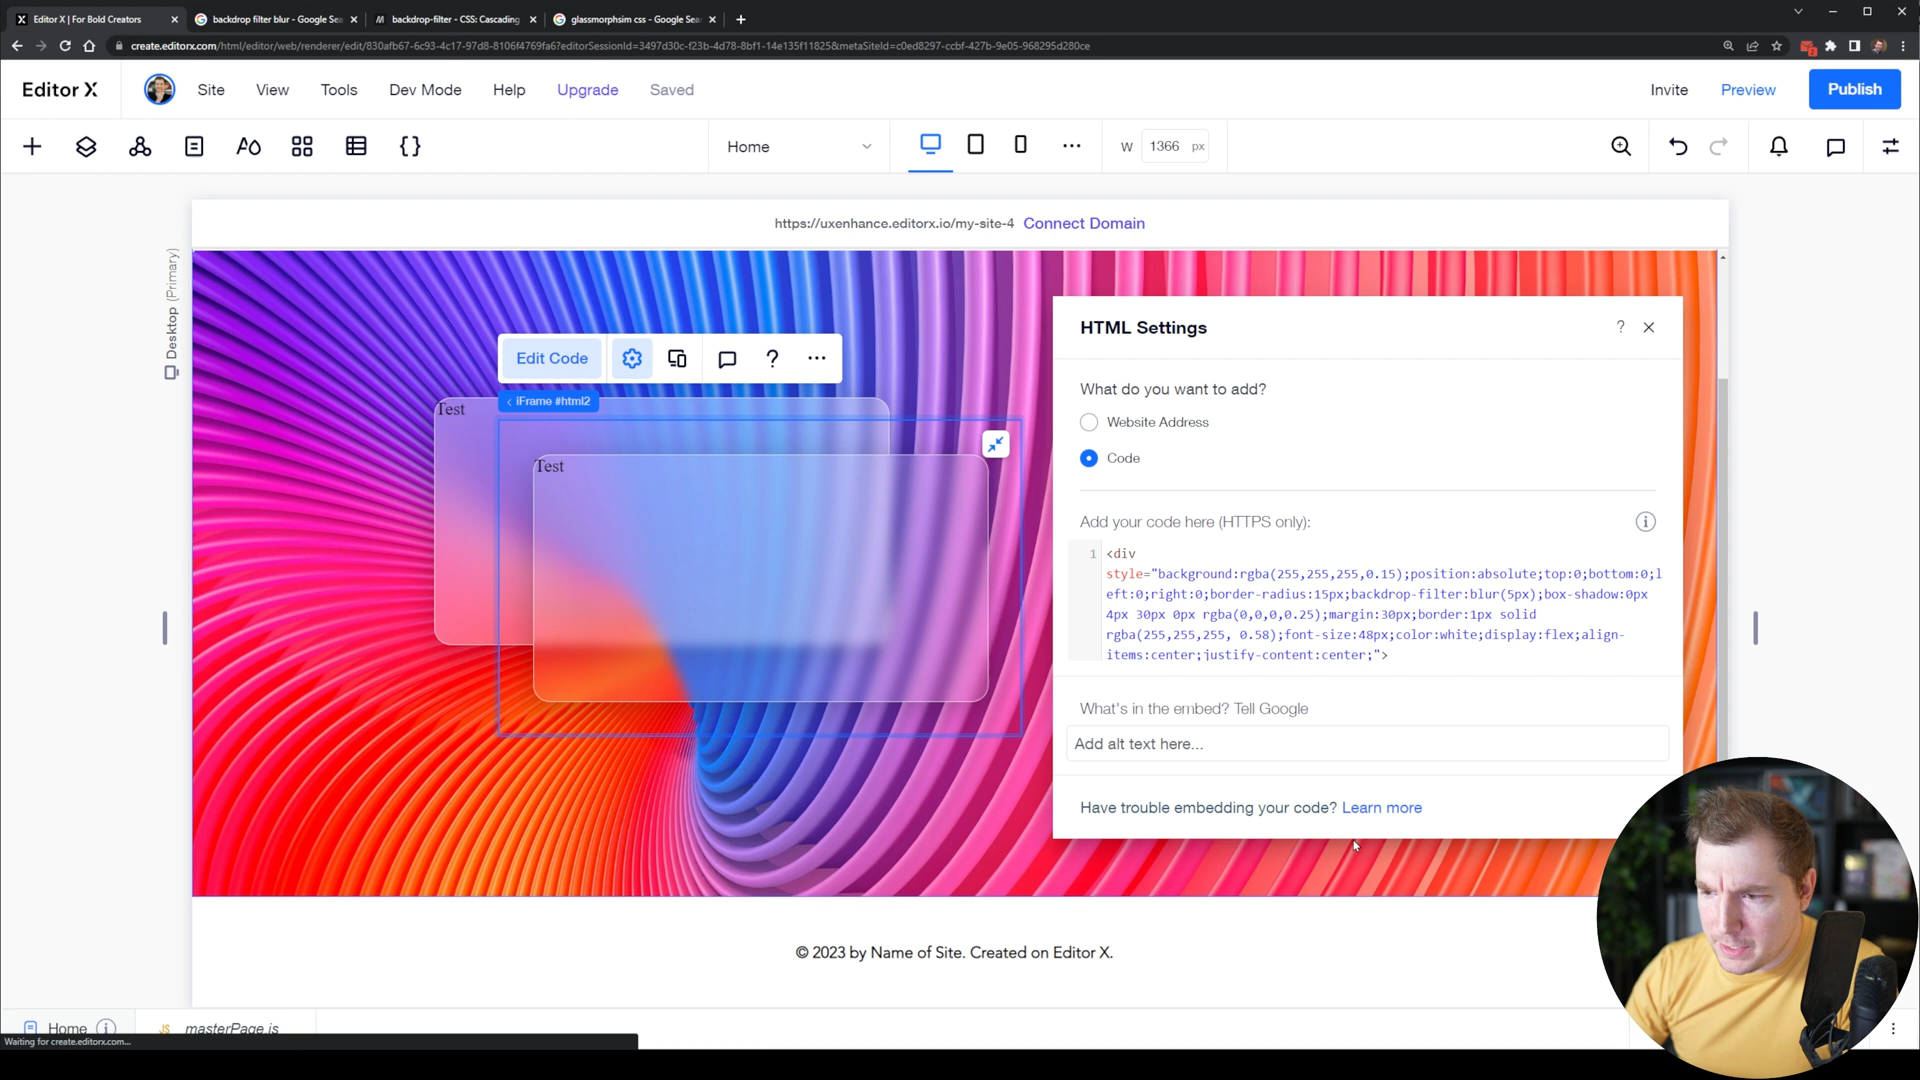 Editor X | For Bold Creators
backdrop filter blur - Google Sea
backdrop-filter - CSS: Cascading
glassmorphsim css - Google Sea
create.editorx.com/html/editor/web/renderer/edit/830afb67-6c93-4c17-97d8-8106f4769fa6?editorSessionId=3497d30c-f23b-4d78-8bf1-14e135f11825&metaSiteId=c0ed8297-ccbf-427b-9e05-968295d280ce
Editor X
Site
View
Tools
Dev Mode
Help
Upgrade
Saved
Invite
Preview
Publish
Home
W 1366 px
https://uxenhance.editorx.io/my-site-4 Connect Domain
Desktop (Primary)
Edit Code
iFrame #html2
Test
Test
HTML Settings
What do you want to add?
Website Address
Code
Add your code here (HTTPS only):
1 <div
style="background:rgba(255,255,255,0.15);position:absolute;top:0;bottom:0;l
eft:0;right:0;border-radius:15px;backdrop-filter:blur(5px);box-shadow:0px
4px 30px 0px rgba(0,0,0,0.25);margin:30px;border:1px solid
rgba(255,255,255, 0.58);font-size:48px;color:white;display:flex;align-
items:center;justify-content:center;">
What's in the embed? Tell Google
Add alt text here...
Have trouble embedding your code? Learn more
© 2023 by Name of Site. Created on Editor X.
Home
JS masterPage.js
Waiting for create.editorx.com...